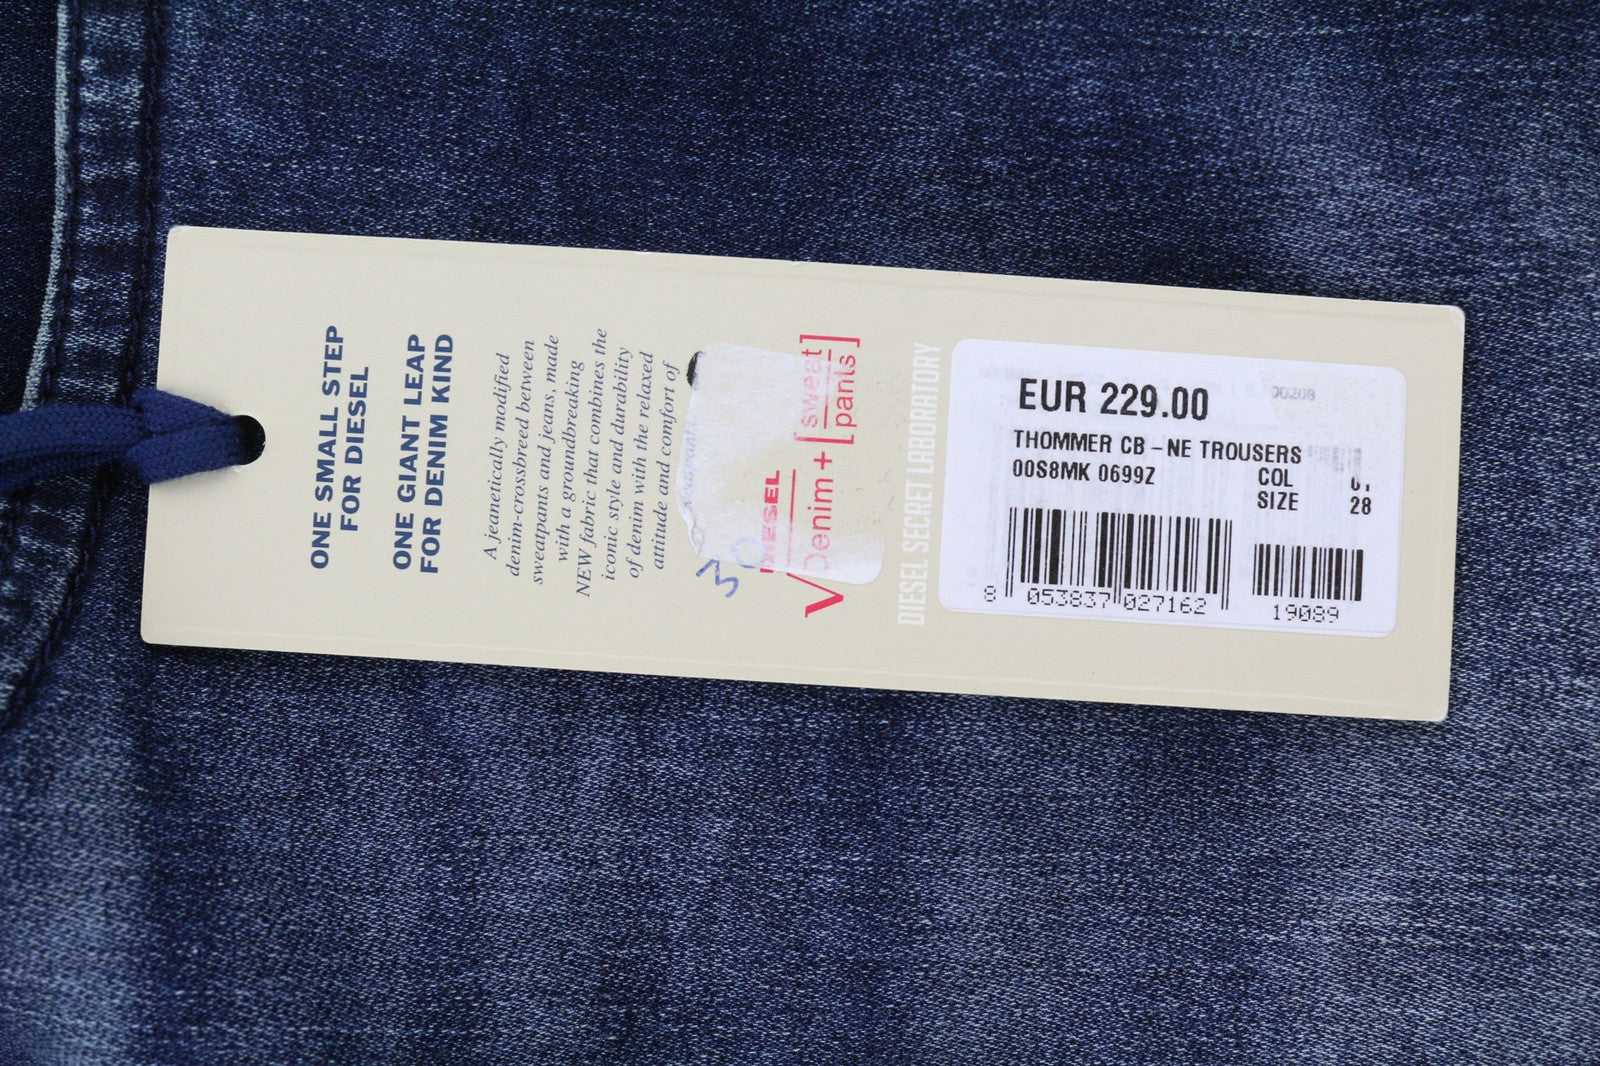 ONE SMALL STEP
FOR DIESEL
ONE GIANT LEAP
FOR DENIM KIND
A jeanetically modified
denim-crossbreed between
sweatpants and jeans, made
with a groundbreaking
NEW fabric that combines the
iconic style and durability
of denim with the relaxed
attitude and comfort of
30
DIESEL
Denim + [sweat]
[pants]
DIESEL SECRET LABORATORY
EUR 229.00
00208
THOMMER CB - NE TROUSERS
00S8MK 0699Z
COL 01
SIZE 28
8 053837 027162
19089